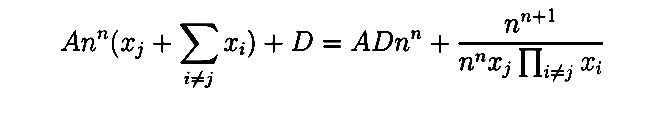 An^n(x_j + \sum_{i \neq j} x_i) + D = ADn^n + \frac{n^{n+1}}{n^n x_j \prod_{i \neq j} x_i}